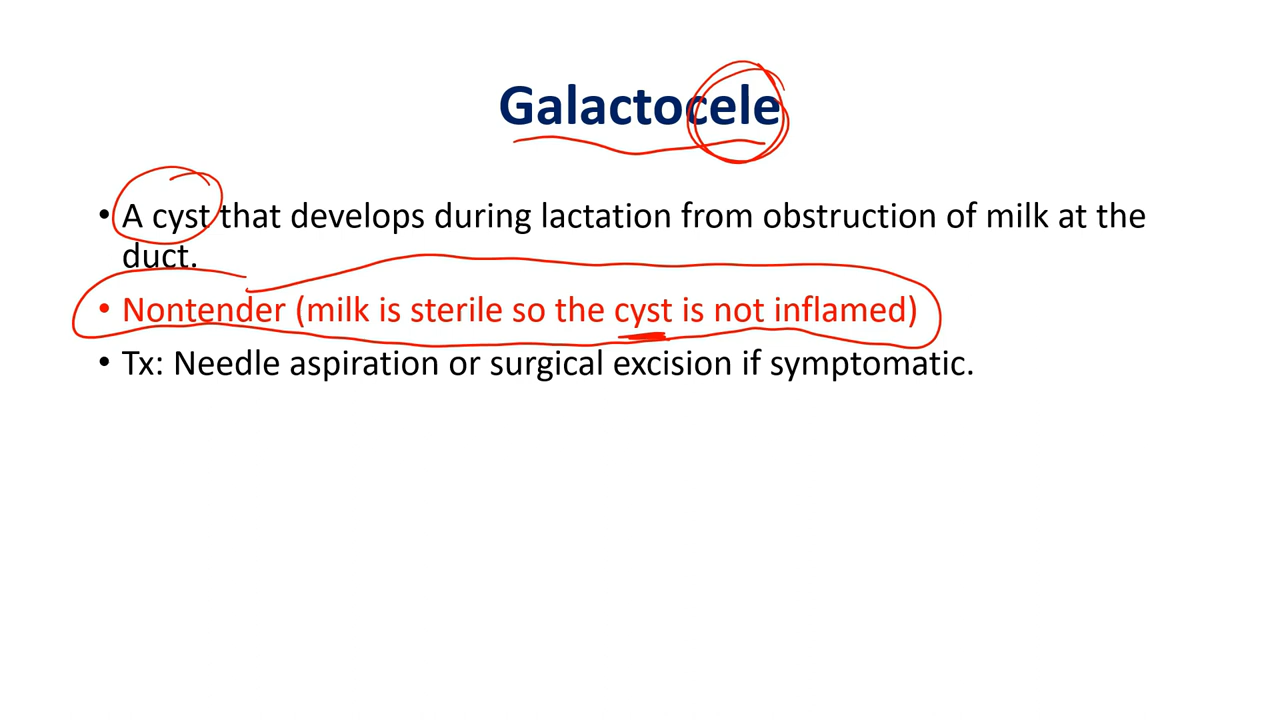 Galactocele
• A cyst that develops during lactation from obstruction of milk at the
duct.
• Nontender (milk is sterile so the cyst is not inflamed)
• Tx: Needle aspiration or surgical excision if symptomatic.